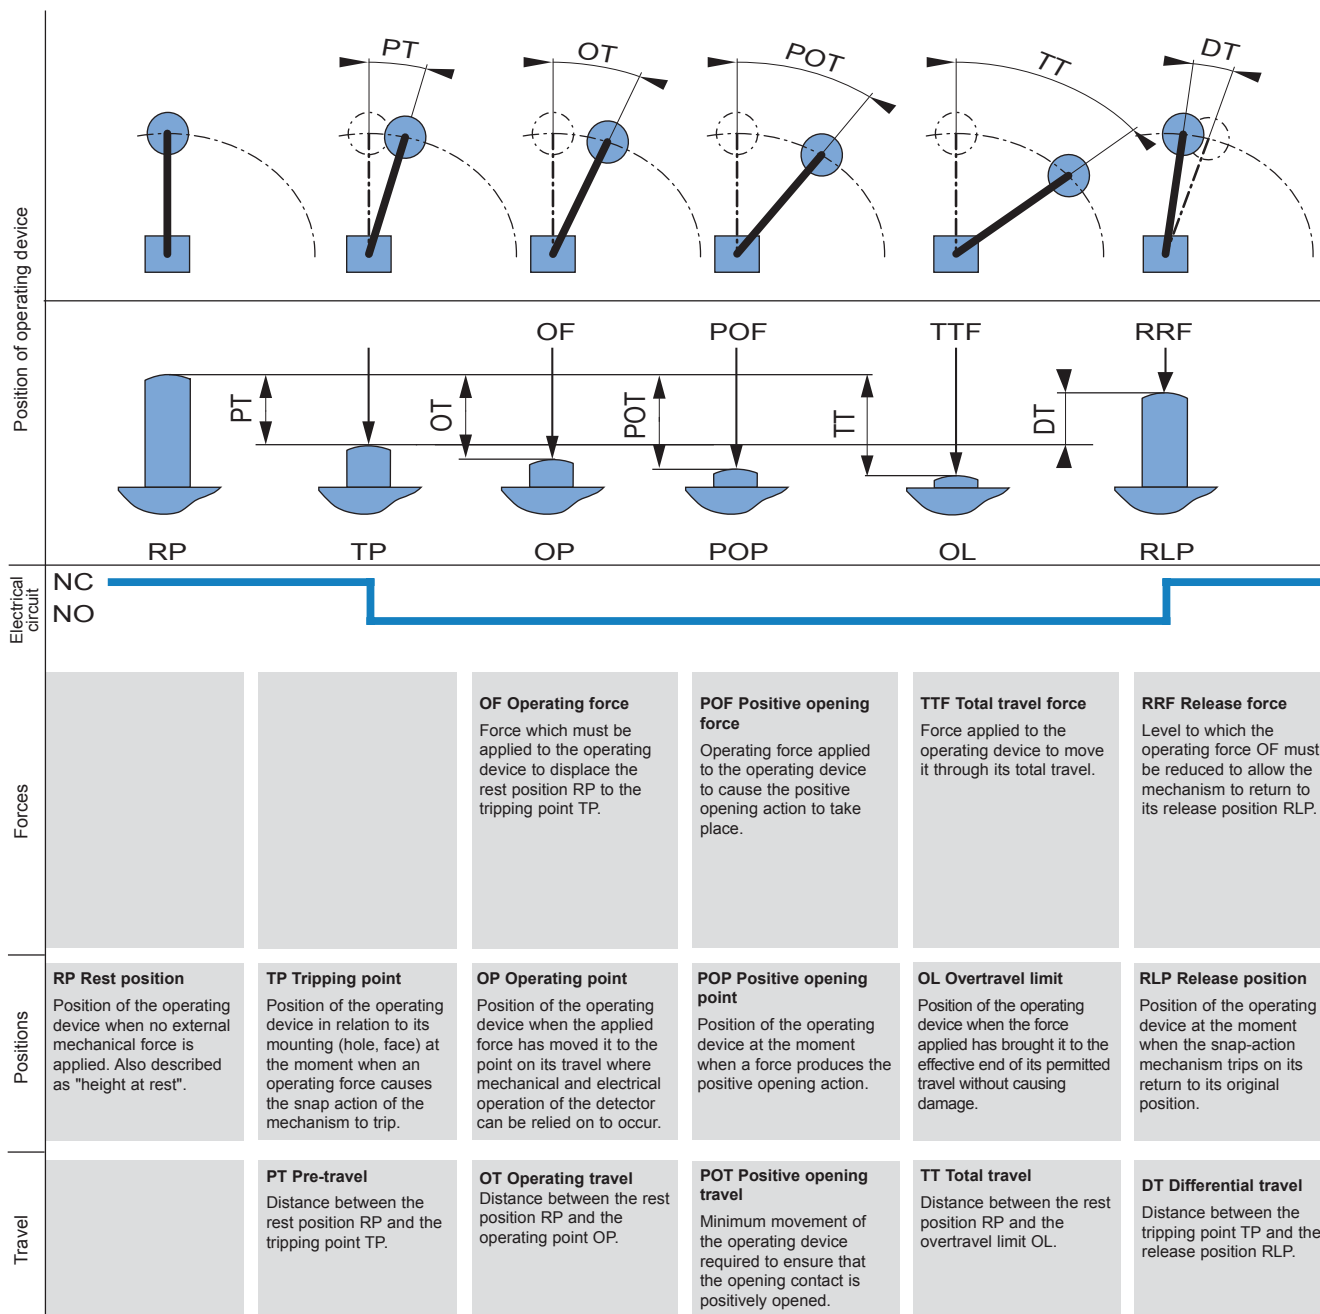 PT
OT
POT
TT
DT
Position of operating device
OF
POF
TTF
RRF
PT
OT
POT
TT
DT
RP
TP
OP
POP
OL
RLP
Electrical
circuit
NC
NO
Forces
OF Operating force
Force which must be
applied to the operating
device to displace the
rest position RP to the
tripping point TP.
POF Positive opening
force
Operating force applied
to the operating device
to cause the positive
opening action to take
place.
TTF Total travel force
Force applied to the
operating device to move
it through its total travel.
RRF Release force
Level to which the
operating force OF must
be reduced to allow the
mechanism to return to
its release position RLP.
Positions
RP Rest position
Position of the operating
device when no external
mechanical force is
applied. Also described
as "height at rest".
TP Tripping point
Position of the operating
device in relation to its
mounting (hole, face) at
the moment when an
operating force causes
the snap action of the
mechanism to trip.
OP Operating point
Position of the operating
device when the applied
force has moved it to the
point on its travel where
mechanical and electrical
operation of the detector
can be relied on to occur.
POP Positive opening
point
Position of the operating
device at the moment
when a force produces the
positive opening action.
OL Overtravel limit
Position of the operating
device when the force
applied has brought it to the
effective end of its permitted
travel without causing
damage.
RLP Release position
Position of the operating
device at the moment
when the snap-action
mechanism trips on its
return to its original
position.
Travel
PT Pre-travel
Distance between the
rest position RP and the
tripping point TP.
OT Operating travel
Distance between the rest
position RP and the
operating point OP.
POT Positive opening
travel
Minimum movement of
the operating device
required to ensure that
the opening contact is
positively opened.
TT Total travel
Distance between the rest
position RP and the
overtravel limit OL.
DT Differential travel
Distance between the
tripping point TP and the
release position RLP.